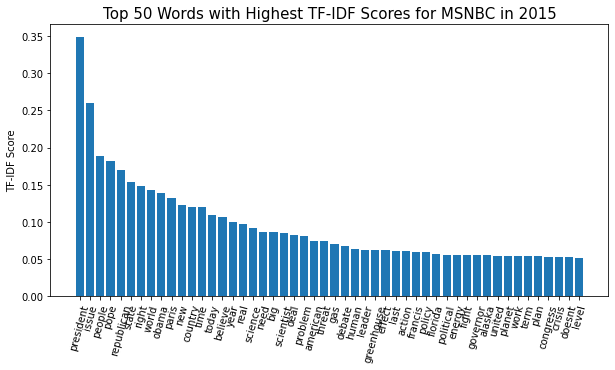 Top 50 Words with Highest TF-IDF Scores for MSNBC in 2015
TF-IDF Score
0.35
0.30
0.25
0.20
0.15
0.10
0.05
0.00
president
issue
people
pope
republican
state
right
world
obama
paris
new
country
time
today
believe
year
real
science
need
big
scientist
deal
problem
american
threat
gas
debate
human
leader
greenhouse
effect
last
action
francis
policy
florida
political
energy
fight
governor
alaska
united
planet
work
term
plan
congress
crisis
doesnt
level